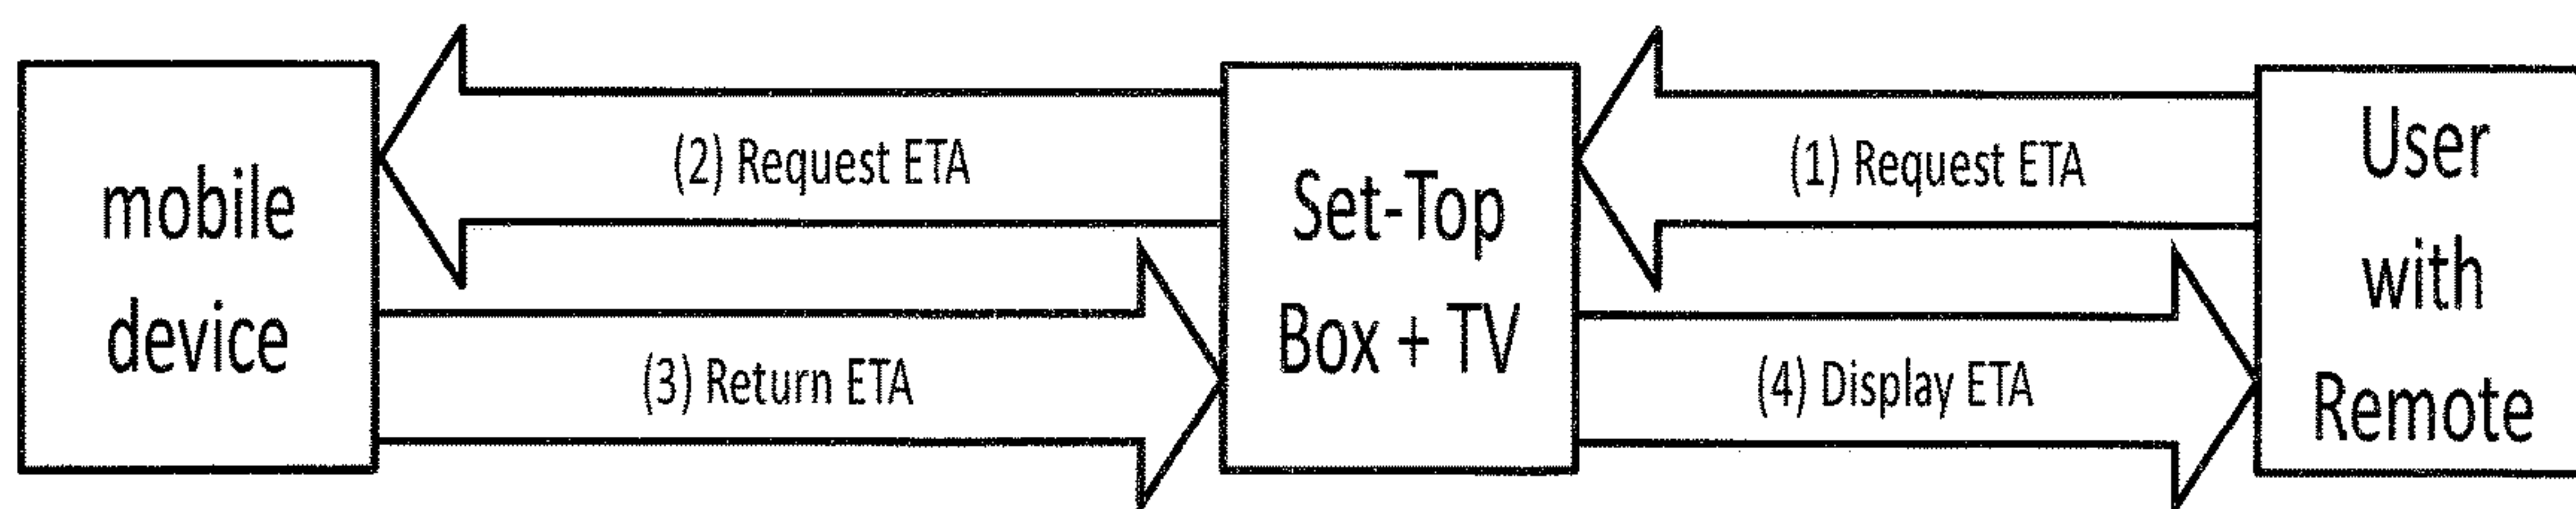 mobile
device
(2) Request ETA
(3) Return ETA
Set-Top
Box + TV
(1) Request ETA
(4) Display ETA
User
with
Remote